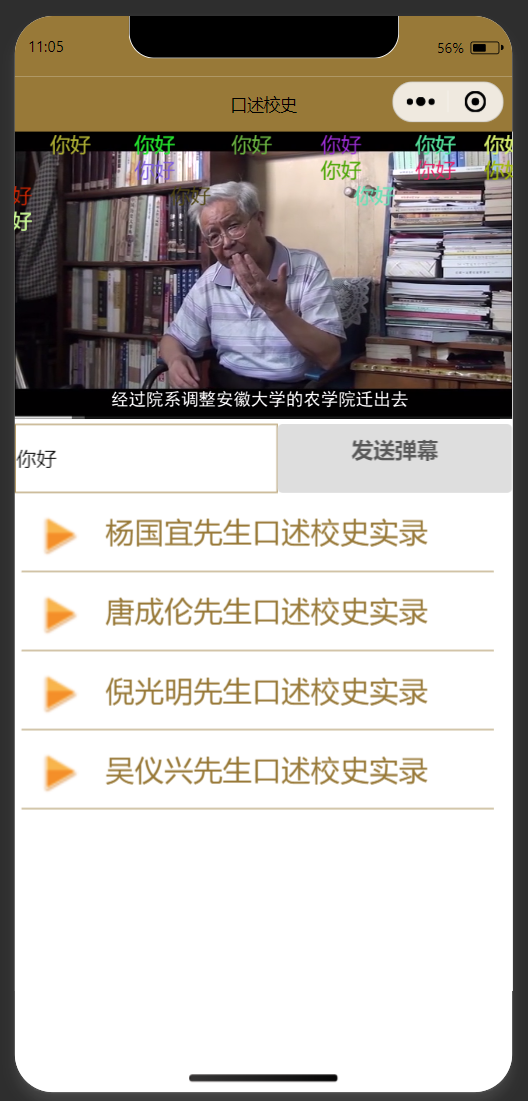 11:05
56%
口述校史
你好 你好 你好 你好 你好 你好
你好 你好 你好 你好
好 你好 你好
好
经过院系调整安徽大学的农学院迁出去
你好
发送弹幕
杨国宜先生口述校史实录
唐成伦先生口述校史实录
倪光明先生口述校史实录
吴仪兴先生口述校史实录